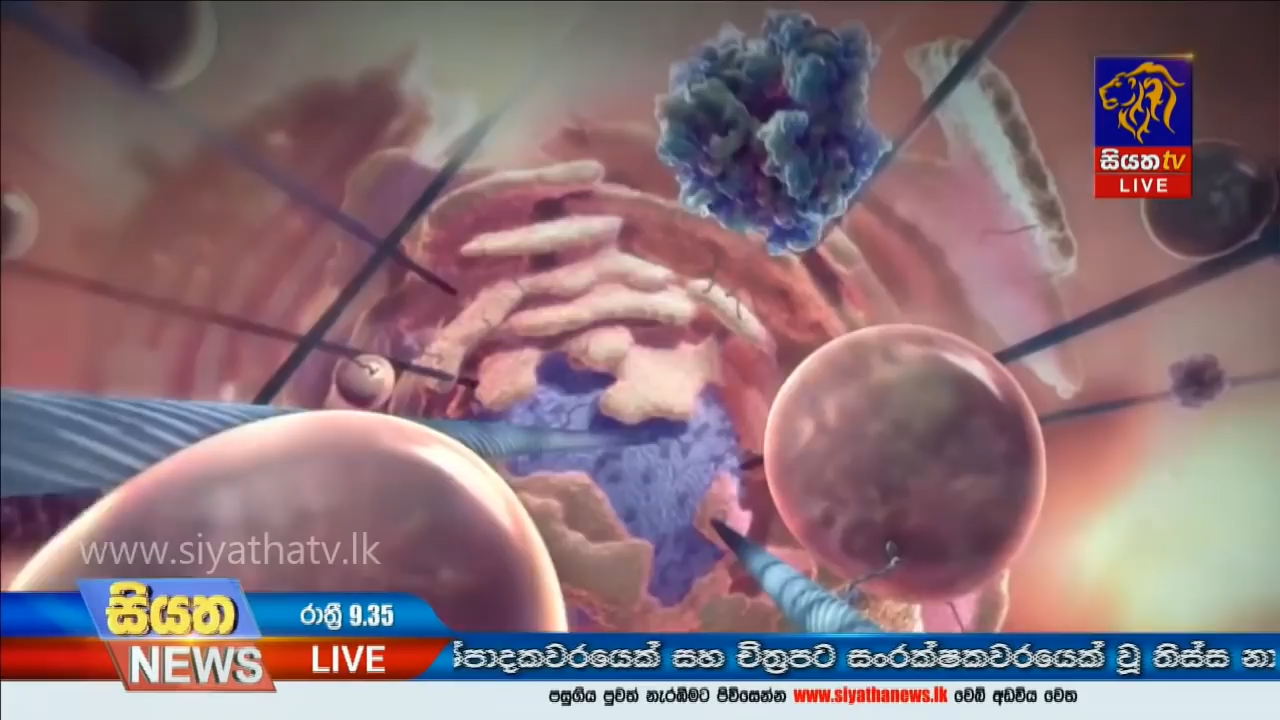 සියත tv
LIVE
www.siyathatv.lk
සියත
NEWS
රාත්‍රී 9.35
LIVE
සහ චිත්‍රපට සංරක්ෂකවරයෙක් වූ තිස්ස
පසුගිය පුවත් නැරඹීමට පිවිසෙන්න www.siyathanews.lk වෙබ් අඩවිය වෙත